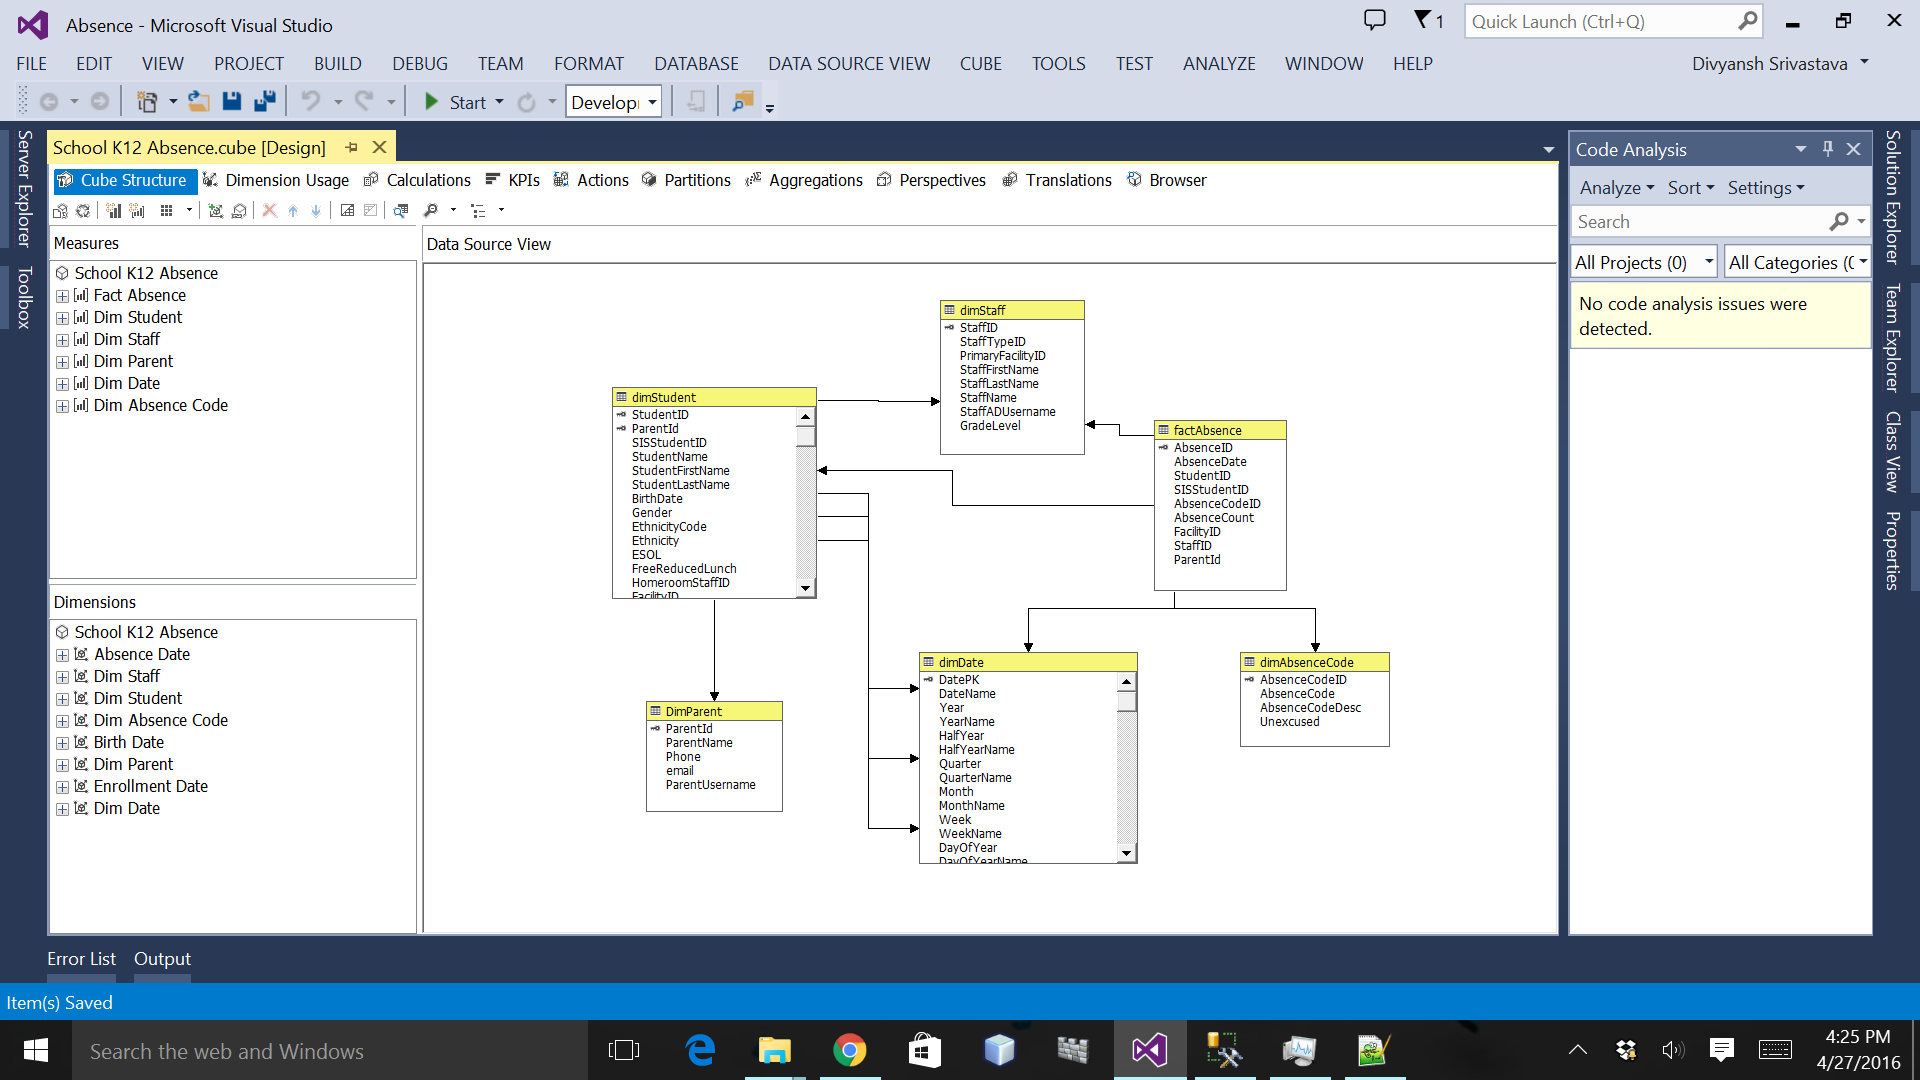 Absence - Microsoft Visual Studio
1
Quick Launch (Ctrl+Q)
FILE EDIT VIEW PROJECT BUILD DEBUG TEAM FORMAT DATABASE DATA SOURCE VIEW CUBE TOOLS TEST ANALYZE WINDOW HELP
Divyansh Srivastava
Start
Develop
Server Explorer
Toolbox
School K12 Absence.cube [Design]
Cube Structure Dimension Usage Calculations KPIs Actions Partitions Aggregations Perspectives Translations Browser
Measures
School K12 Absence
Fact Absence
Dim Student
Dim Staff
Dim Parent
Dim Date
Dim Absence Code
Dimensions
School K12 Absence
Absence Date
Dim Staff
Dim Student
Dim Absence Code
Birth Date
Dim Parent
Enrollment Date
Dim Date
Data Source View
dimStaff
StaffID
StaffTypeID
PrimaryFacilityID
StaffFirstName
StaffLastName
StaffName
StaffADUsername
GradeLevel
dimStudent
StudentID
ParentId
SISStudentID
StudentName
StudentFirstName
StudentLastName
BirthDate
Gender
EthnicityCode
Ethnicity
ESOL
FreeReducedLunch
HomeroomStaffID
FacilityID
factAbsence
AbsenceID
AbsenceDate
StudentID
SISStudentID
AbsenceCodeID
AbsenceCount
FacilityID
StaffID
ParentId
DimParent
ParentId
ParentName
Phone
email
ParentUsername
dimDate
DatePK
DateName
Year
YearName
HalfYear
HalfYearName
Quarter
QuarterName
Month
MonthName
Week
WeekName
DayOfYear
DayOfYearName
dimAbsenceCode
AbsenceCodeID
AbsenceCode
AbsenceCodeDesc
Unexcused
Code Analysis
Analyze Sort Settings
Search
All Projects (0) All Categories (
No code analysis issues were
detected.
Solution Explorer
Team Explorer
Class View
Properties
Error List Output
Item(s) Saved
Search the web and Windows
4:25 PM
4/27/2016